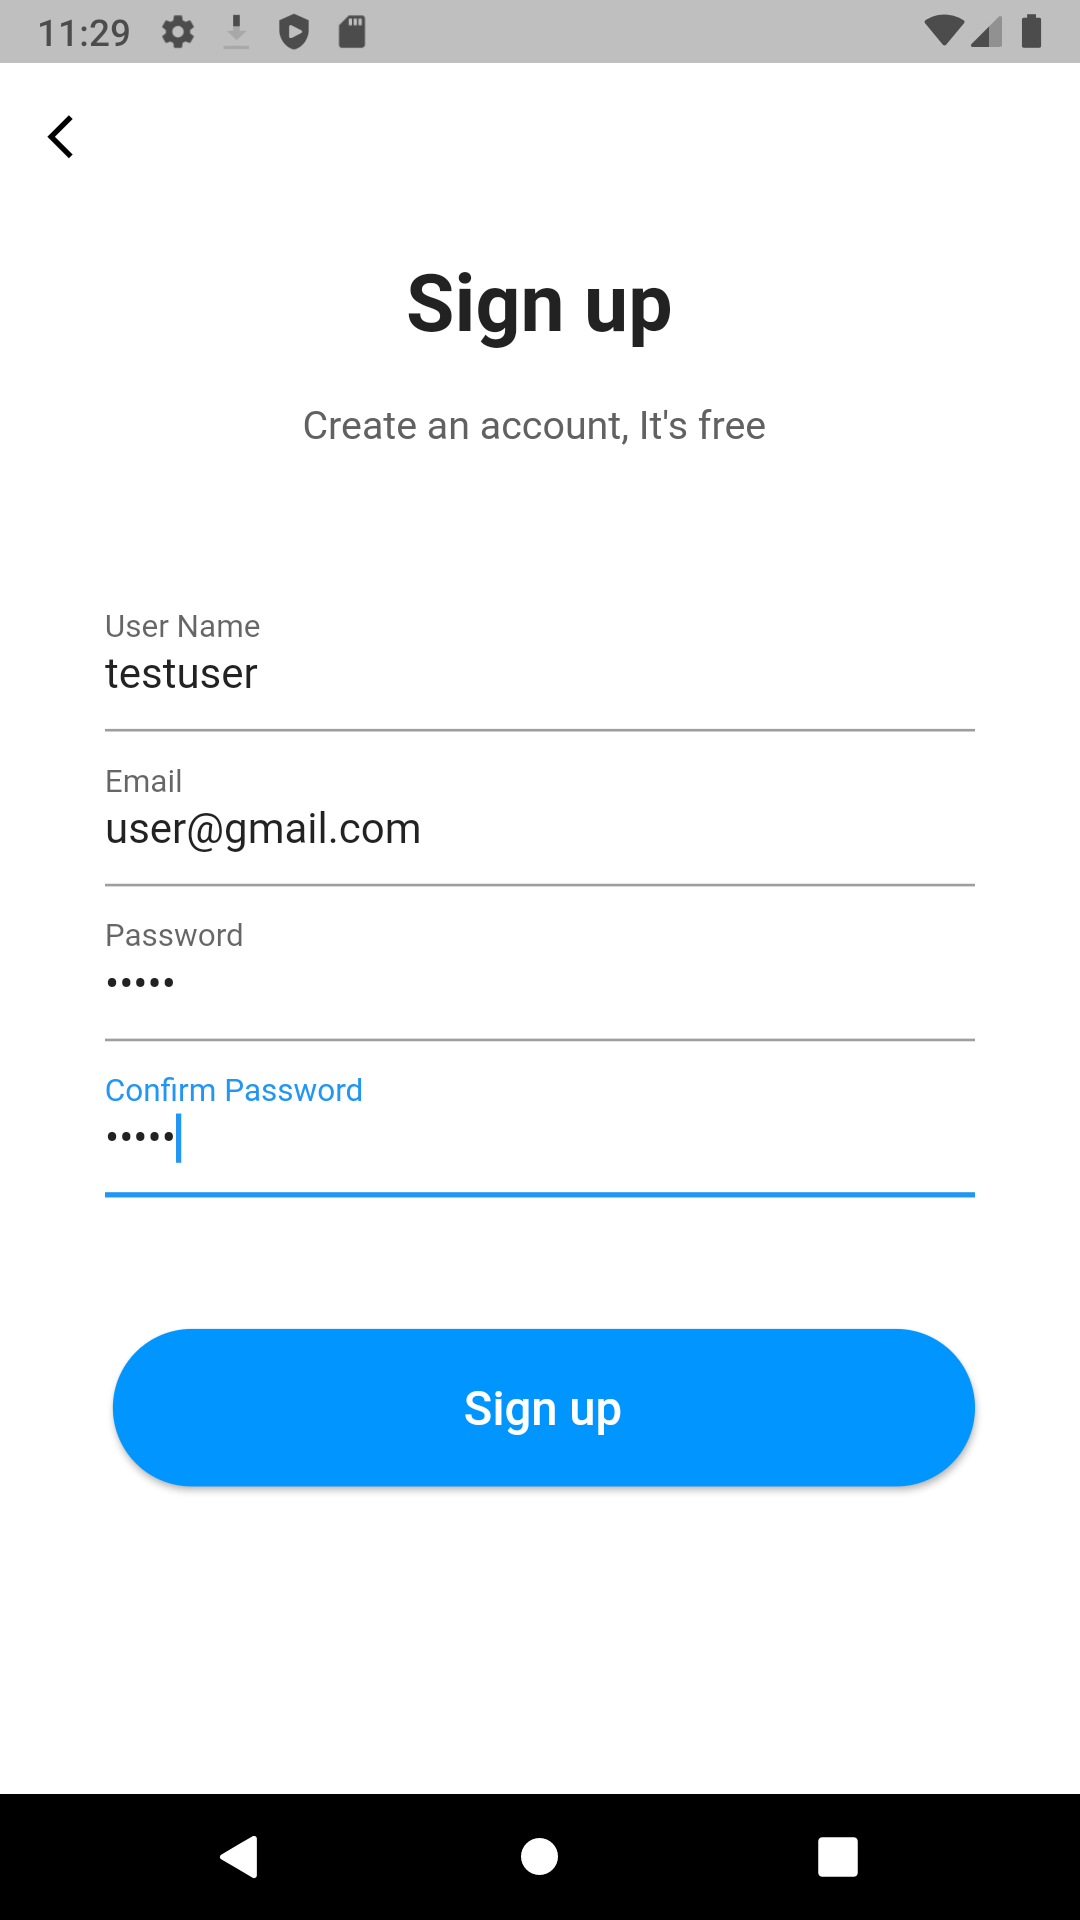 11:29
Sign up
Create an account, It's free
User Name
testuser
Email
user@gmail.com
Password
•••••
Confirm Password
•••••
Sign up